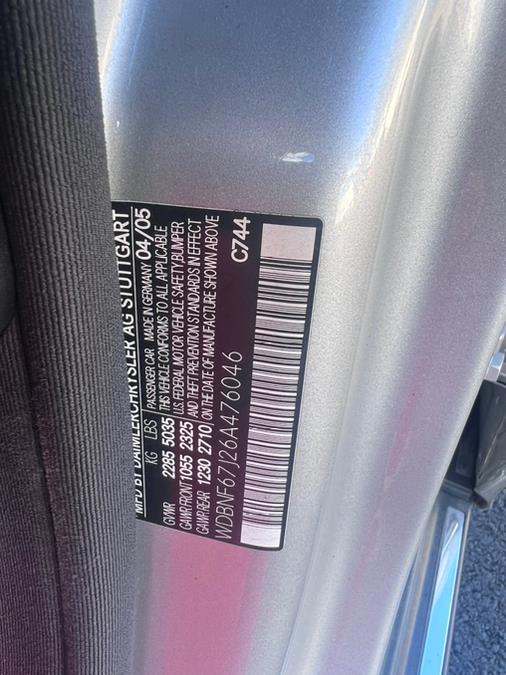 MFD BY DAIMLERCHRYSLER AG STUTTGART
PASSENGER CAR MADE IN GERMANY 04/05
KG LBS THIS VEHICLE CONFORMS TO ALL APPLICABLE
GVWR 2285 5035 U.S. FEDERAL MOTOR VEHICLE SAFETY, BUMPER
GAWR FRONT 1055 2325 AND THEFT PREVENTION STANDARDS IN EFFECT
GAWR REAR 1230 2710 ON THE DATE OF MANUFACTURE SHOWN ABOVE
WDBNF67J26A476046 C744